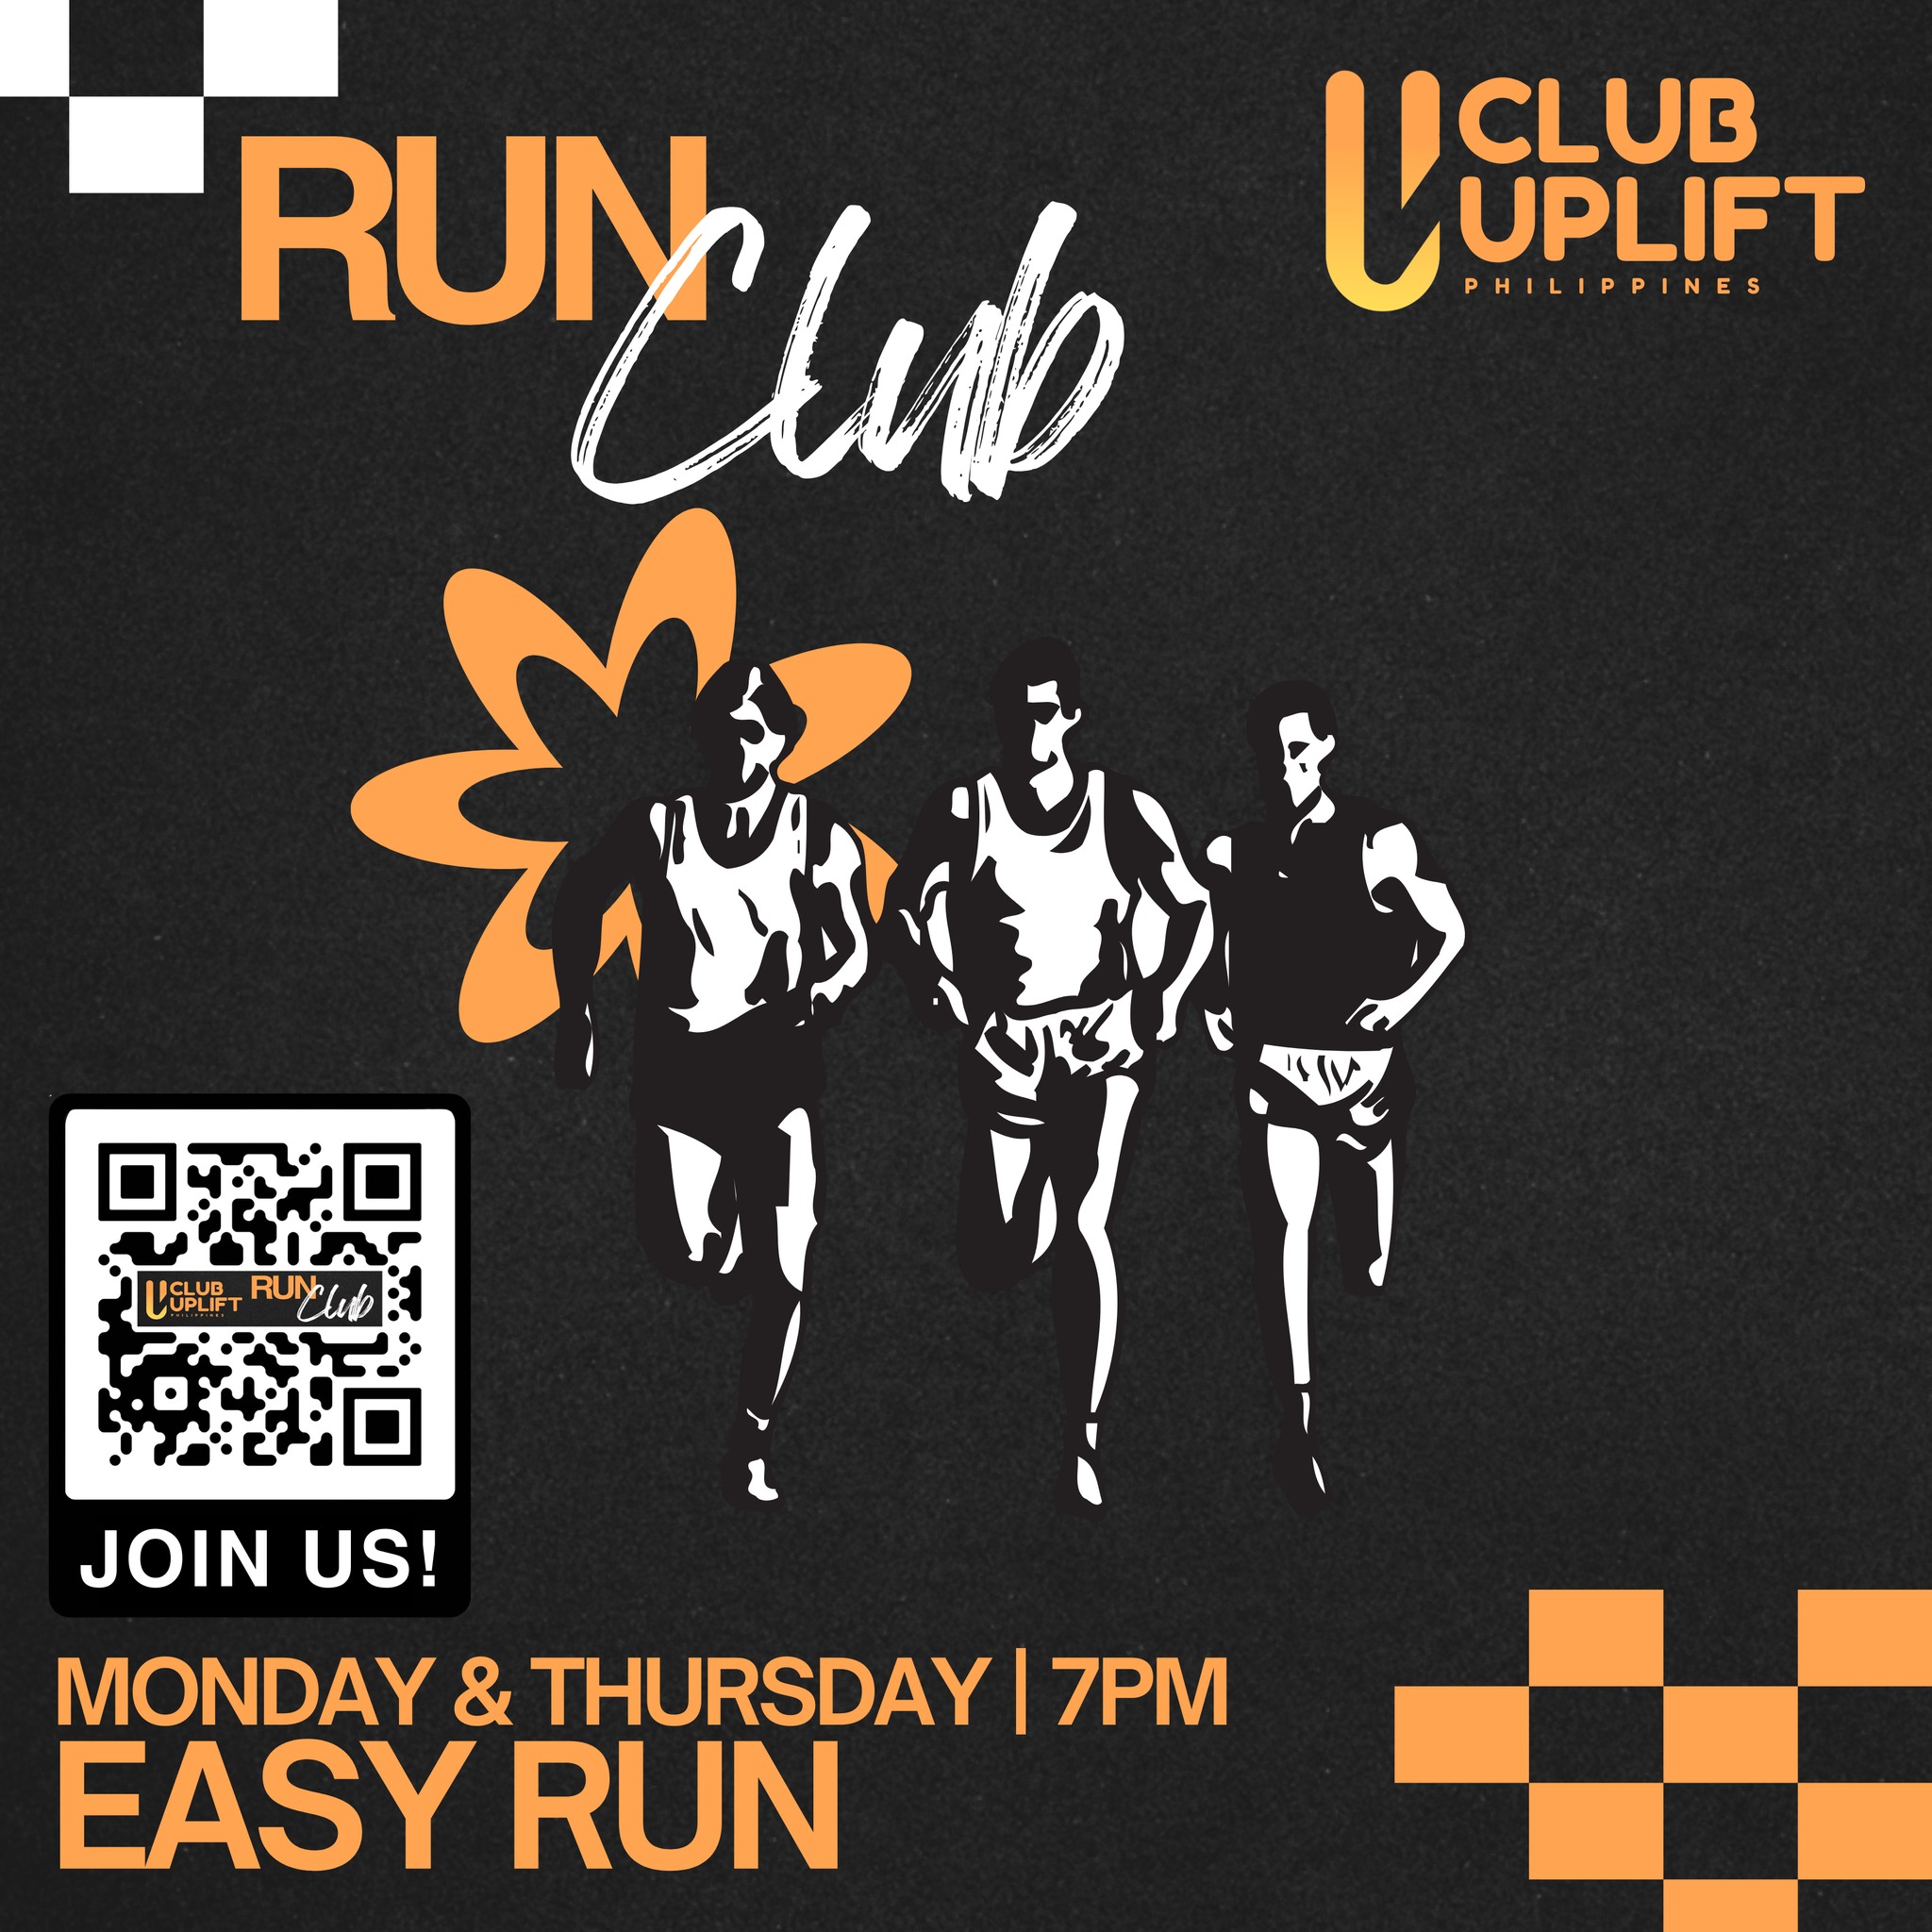 RUN
Club
CLUB
UPLIFT
PHILIPPINES
CLUB
UPLIFT
PHILIPPINES
RUN
Club
JOIN US!
MONDAY & THURSDAY | 7PM
EASY RUN